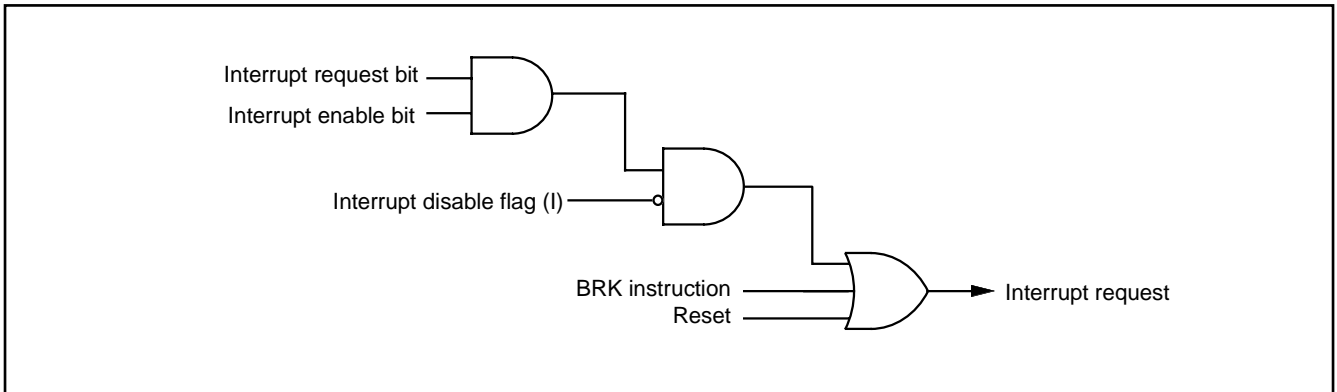 Interrupt request bit
Interrupt enable bit
Interrupt disable flag (I)
BRK instruction
Reset
Interrupt request